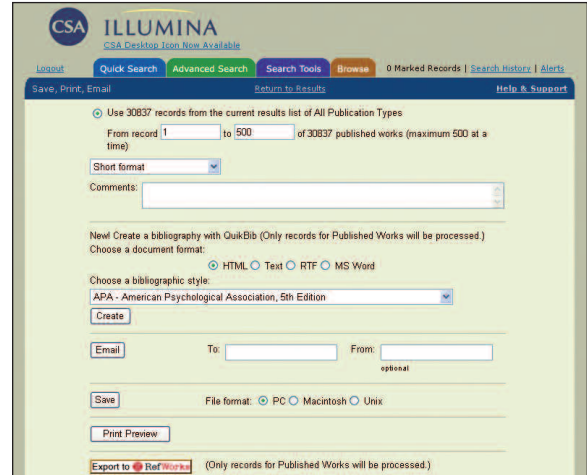 CSA
ILLUMINA
CSA Desktop Icon Now Available
Logout Quick Search Advanced Search Search Tools Browse 0 Marked Records | Search History | Alerts
Save, Print, Email Return to Results Help & Support
Use 30837 records from the current results list of All Publication Types
From record 1 to 500 of 30837 published works (maximum 500 at a
time)
Short format
Comments:
New! Create a bibliography with QuikBib (Only records for Published Works will be processed.)
Choose a document format:
HTML Text RTF MS Word
Choose a bibliographic style:
APA - American Psychological Association, 5th Edition
Create
Email To: From:
optional
Save File format: PC Macintosh Unix
Print Preview
Export to RefWorks (Only records for Published Works will be processed.)